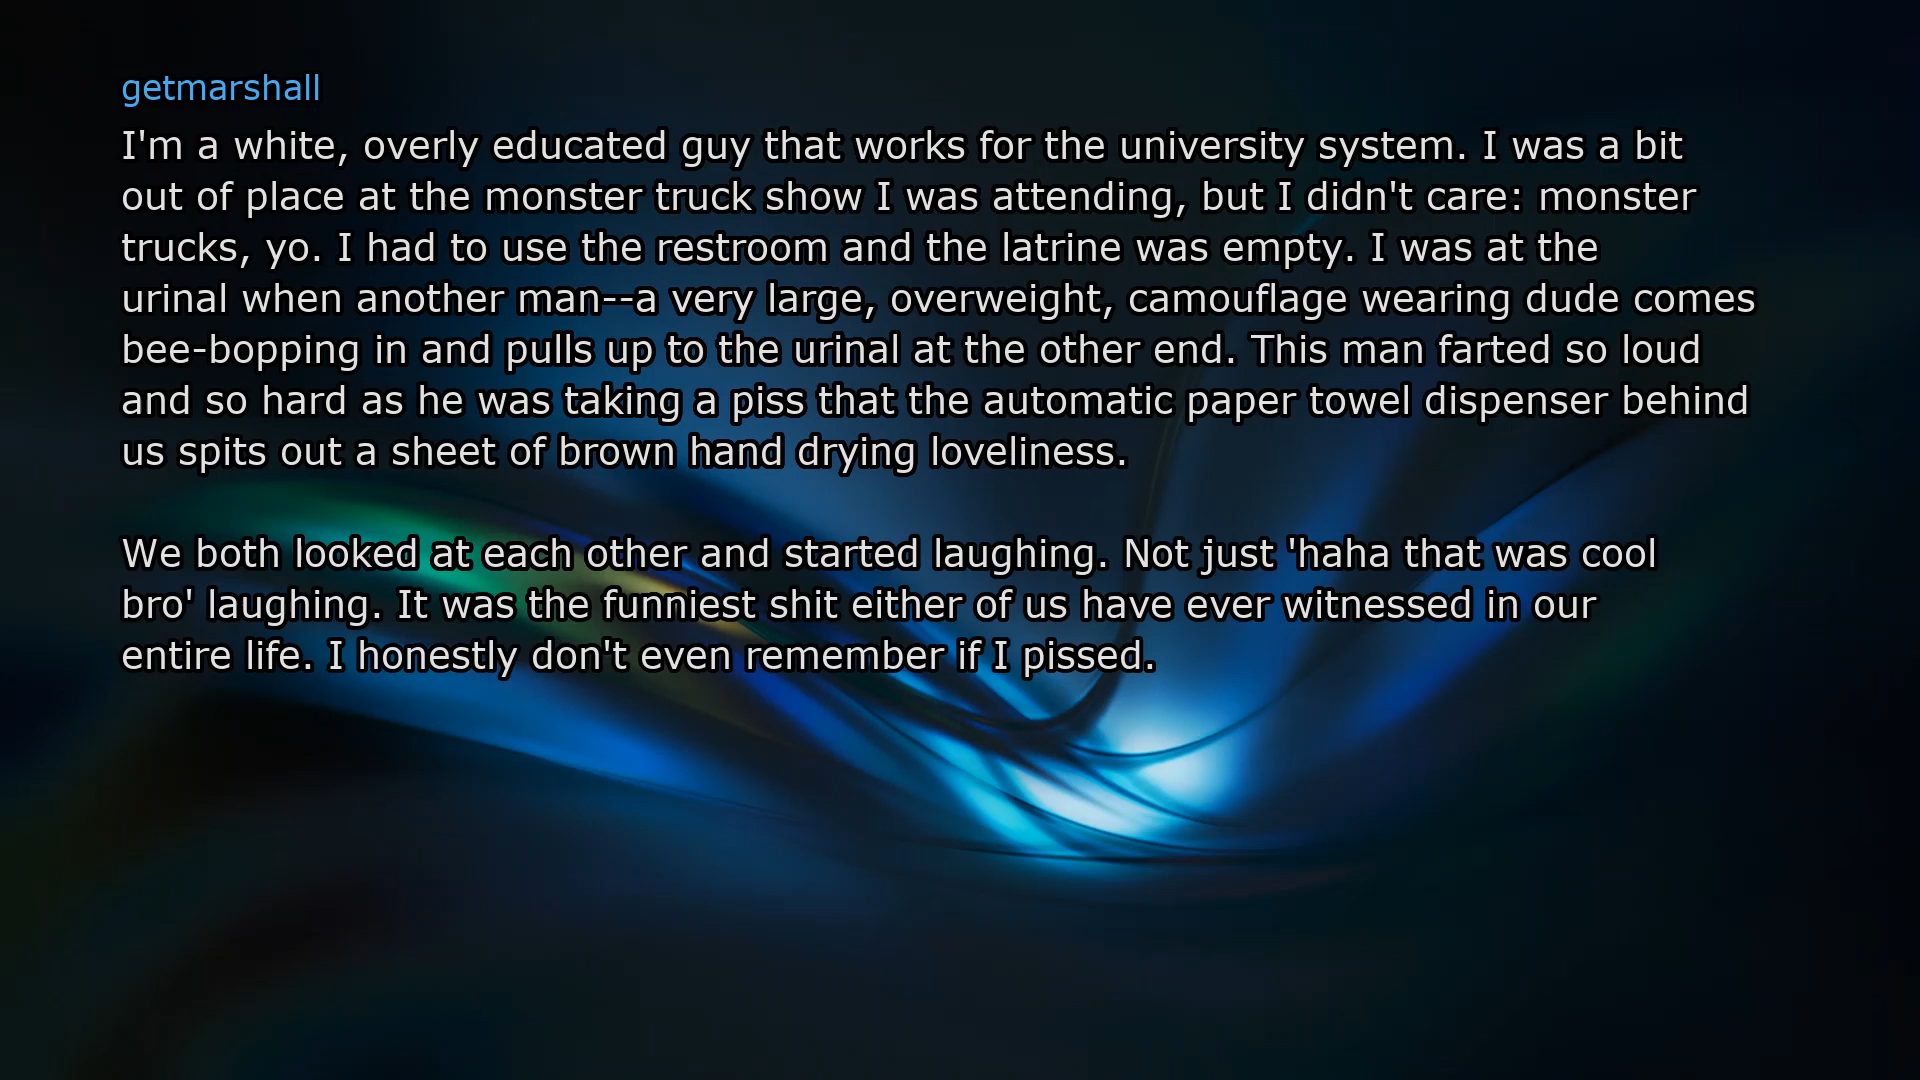 getmarshall
I'm a white, overly educated guy that works for the university system. I was a bit
out of place at the monster truck show I was attending, but I didn't care: monster
trucks, yo. I had to use the restroom and the latrine was empty. I was at the
urinal when another man--a very large, overweight, camouflage wearing dude comes
bee-bopping in and pulls up to the urinal at the other end. This man farted so loud
and so hard as he was taking a piss that the automatic paper towel dispenser behind
us spits out a sheet of brown hand drying loveliness.
We both looked at each other and started laughing. Not just 'haha that was cool
bro' laughing. It was the funniest shit either of us have ever witnessed in our
entire life. I honestly don't even remember if I pissed.